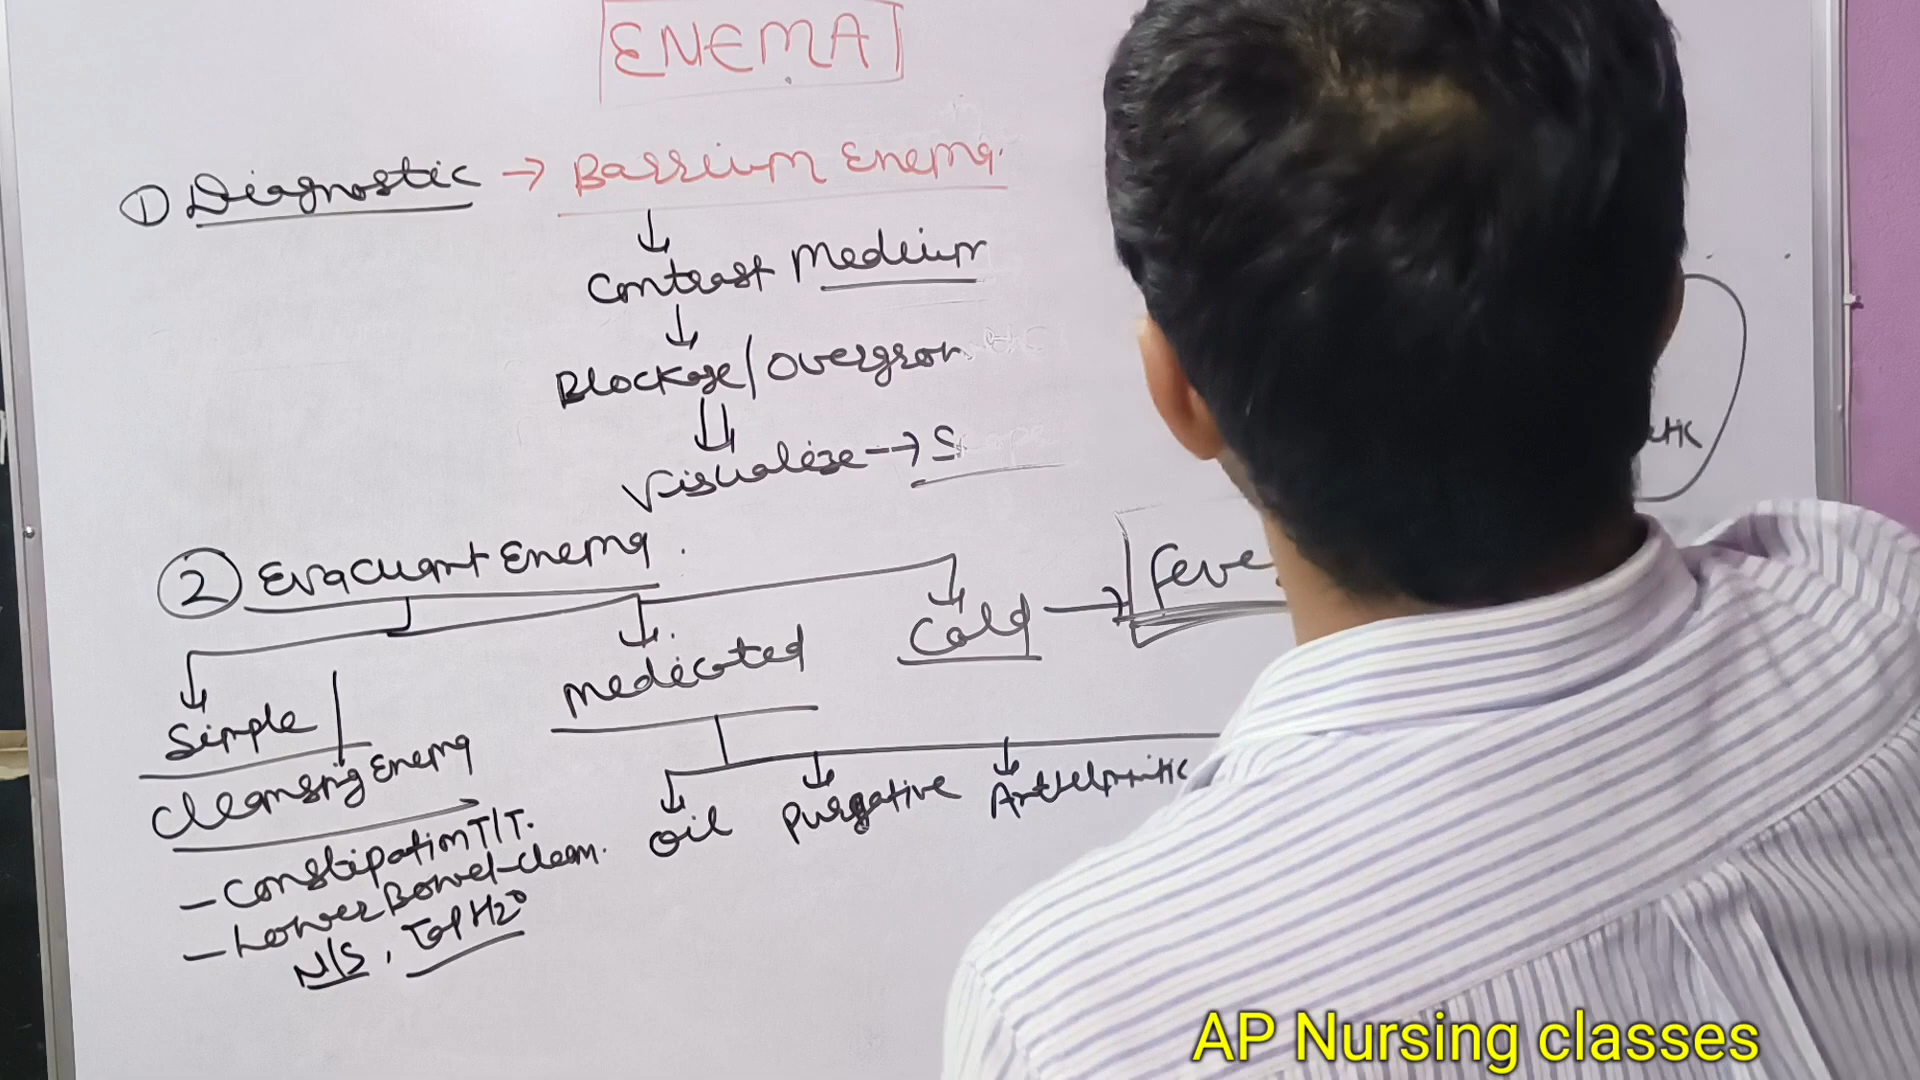 ENEMA
① Diagnostic → Barrium Enema.
↓
Contrast Medium
↓
Blockage/Overgrow
⇓
Visualize → S
② Evacuant Enema.
Simple
Cleansing Enema
- Constipation T/T.
- Lower Bowel-Clean.
N/S, Tap H2O
Medicated
Oil Purgative Anthelmintic
Cold → Feve
AP Nursing classes